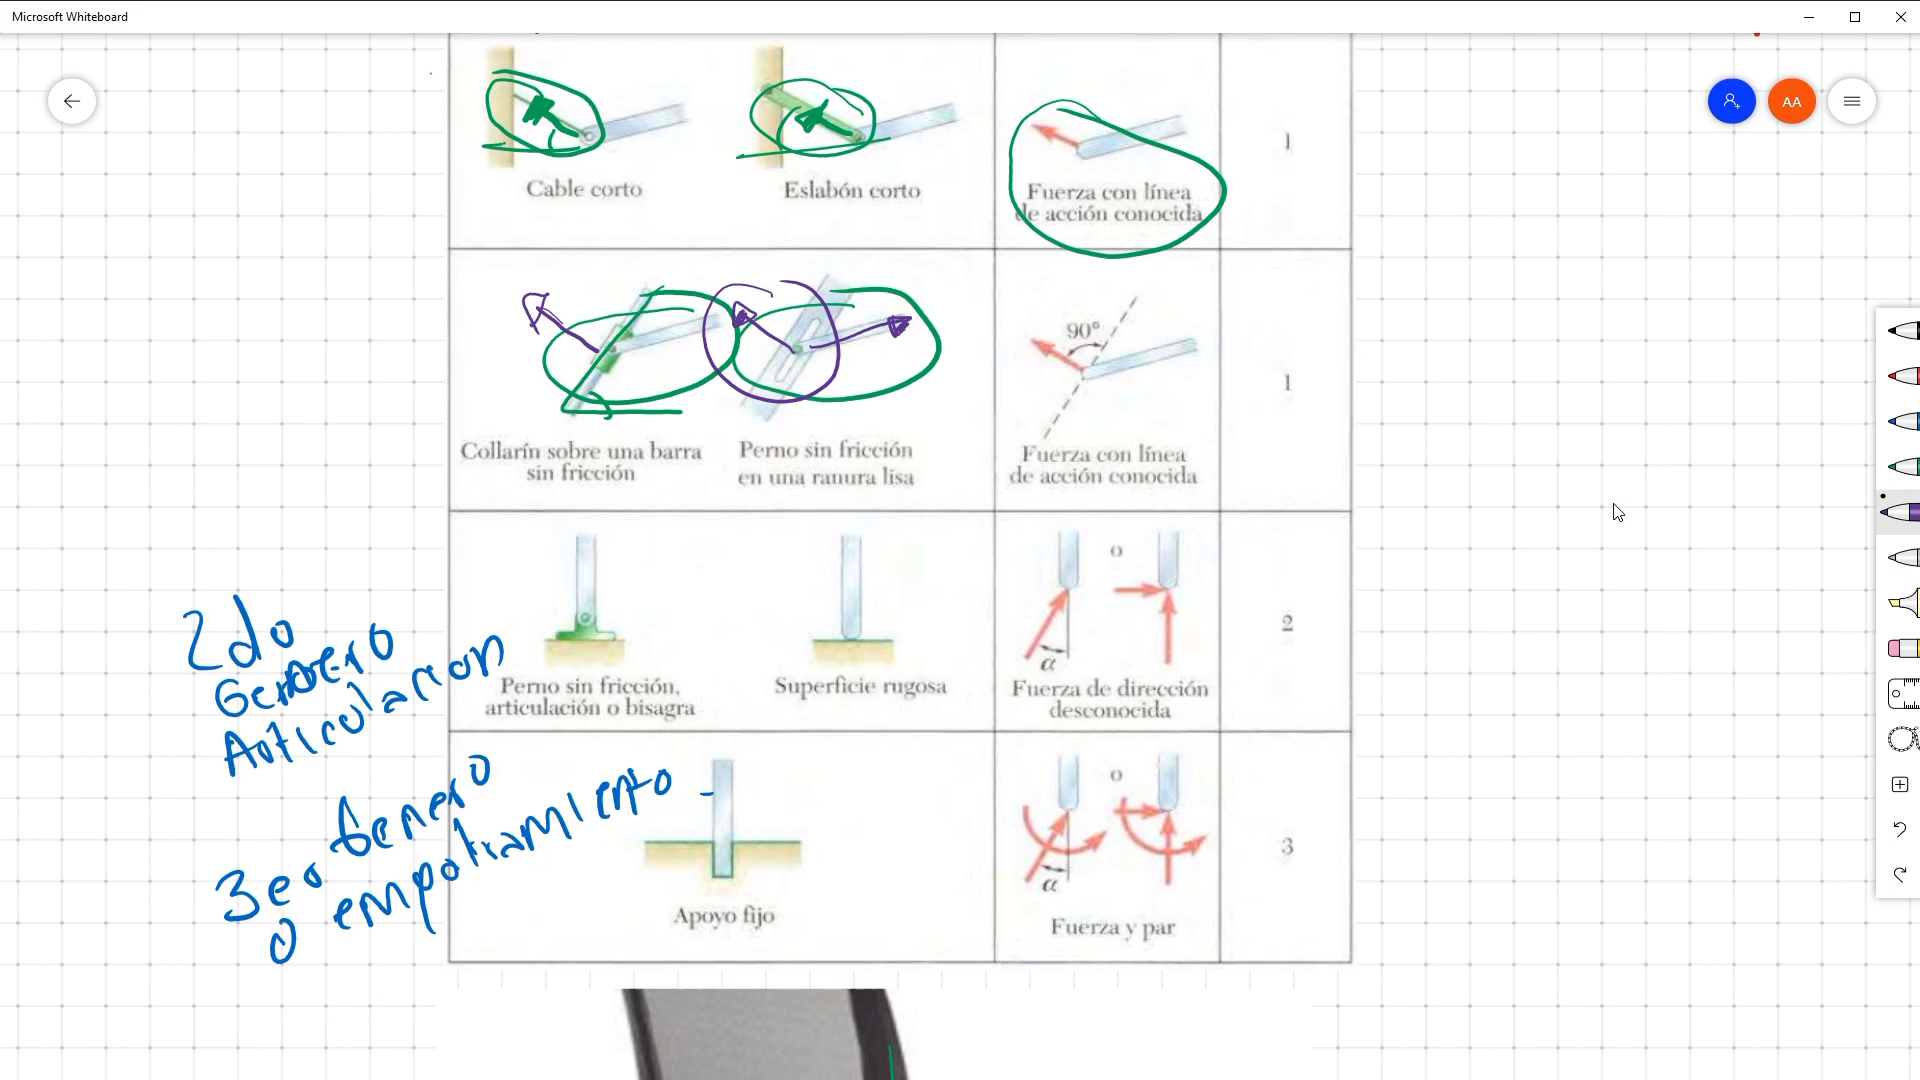 Microsoft Whiteboard
AA
Cable corto
Eslabón corto
Fuerza con línea
de acción conocida
1
90°
Collarín sobre una barra
sin fricción
Perno sin fricción
en una ranura lisa
Fuerza con línea
de acción conocida
1
2do
Genero
Articulacion
o
α
Perno sin fricción,
articulación o bisagra
Superficie rugosa
Fuerza de dirección
desconocida
2
3er Genero
o empotramiento
o
α
Apoyo fijo
Fuerza y par
3